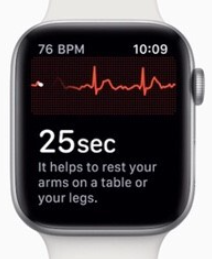 76 BPM 10:09
25sec
It helps to rest your
arms on a table or
your legs.